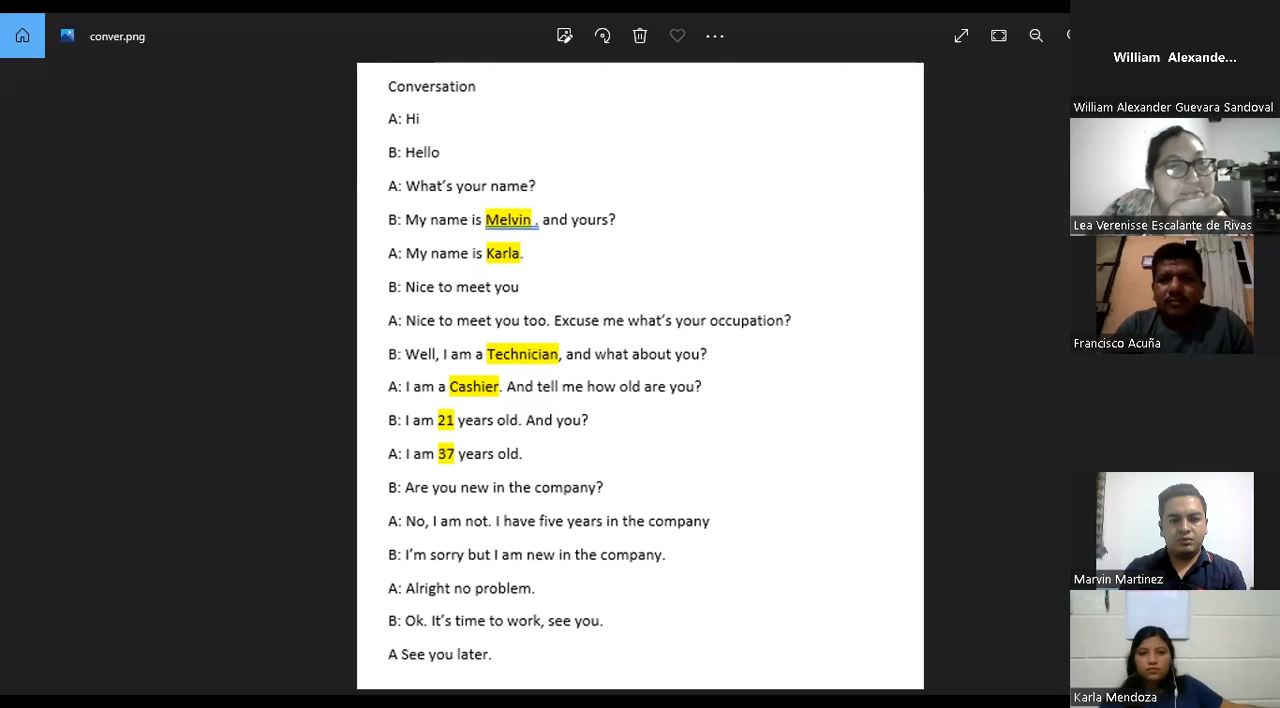 conver.png
William Alexande...
William Alexander Guevara Sandoval
Conversation
A: Hi
B: Hello
A: What's your name?
B: My name is Melvin . and yours?
A: My name is Karla.
B: Nice to meet you
A: Nice to meet you too. Excuse me what's your occupation?
B: Well, I am a Technician, and what about you?
A: I am a Cashier. And tell me how old are you?
B: I am 21 years old. And you?
A: I am 37 years old.
B: Are you new in the company?
A: No, I am not. I have five years in the company
B: I'm sorry but I am new in the company.
A: Alright no problem.
B: Ok. It's time to work, see you.
A See you later.
Lea Verenisse Escalante de Rivas
Francisco Acuña
Marvin Martinez
Karla Mendoza